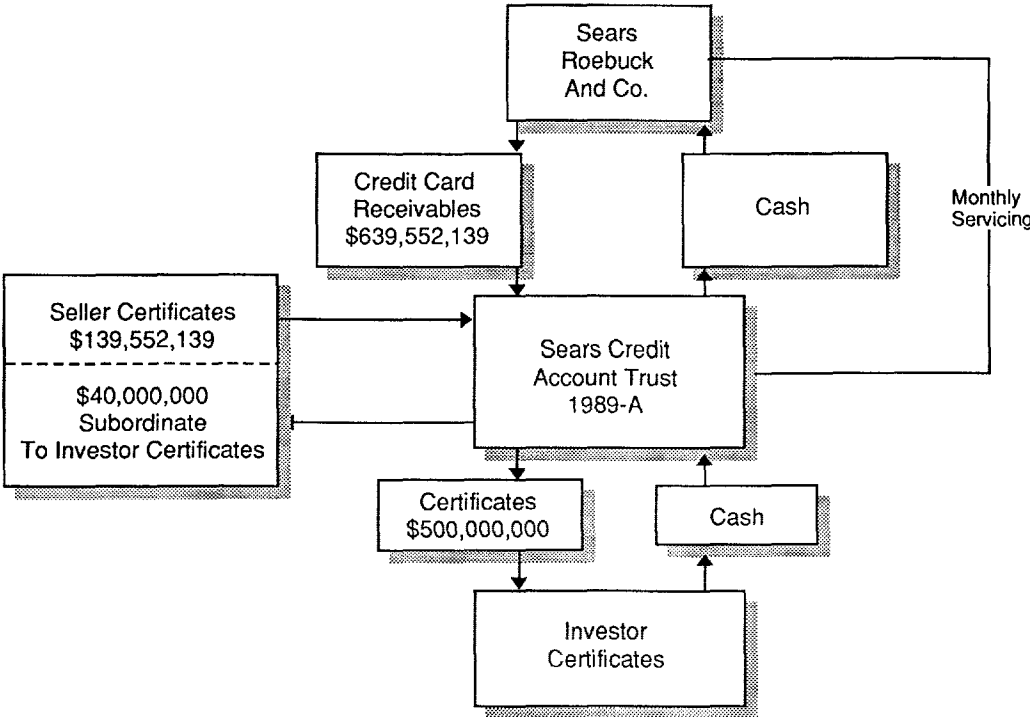 Sears
Roebuck
And Co.
Credit Card
Receivables
$639,552,139
Cash
Monthly
Servicing
Seller Certificates
$139,552,139
$40,000,000
Subordinate
To Investor Certificates
Sears Credit
Account Trust
1989-A
Certificates
$500,000,000
Cash
Investor
Certificates